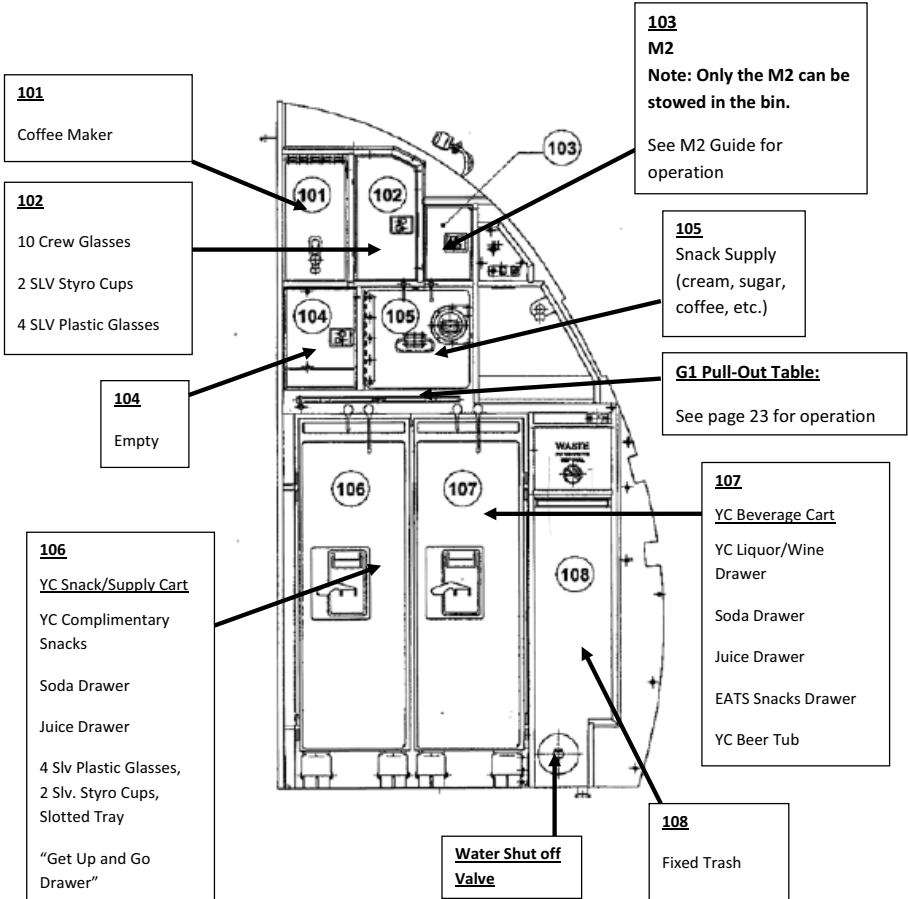 103
M2
Note: Only the M2 can be
stowed in the bin.
See M2 Guide for
operation
101
Coffee Maker
102
10 Crew Glasses
2 SLV Styro Cups
4 SLV Plastic Glasses
105
Snack Supply
(cream, sugar,
coffee, etc.)
104
Empty
G1 Pull-Out Table:
See page 23 for operation
107
YC Beverage Cart
YC Liquor/Wine
Drawer
Soda Drawer
Juice Drawer
EATS Snacks Drawer
YC Beer Tub
106
YC Snack/Supply Cart
YC Complimentary
Snacks
Soda Drawer
Juice Drawer
4 Slv Plastic Glasses,
2 Slv. Styro Cups,
Slotted Tray
“Get Up and Go
Drawer”
Water Shut off
Valve
108
Fixed Trash
103
101
102
104
105
WASTE
106
107
108